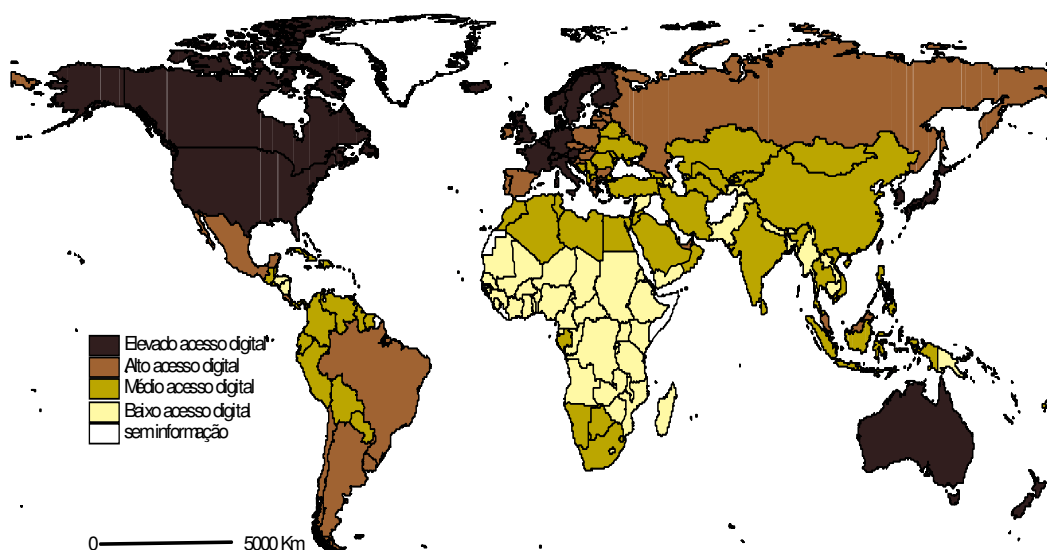 Elevado acesso digital
Alto acesso digital
Médio acesso digital
Baixo acesso digital
sem informação
0 5000 Km